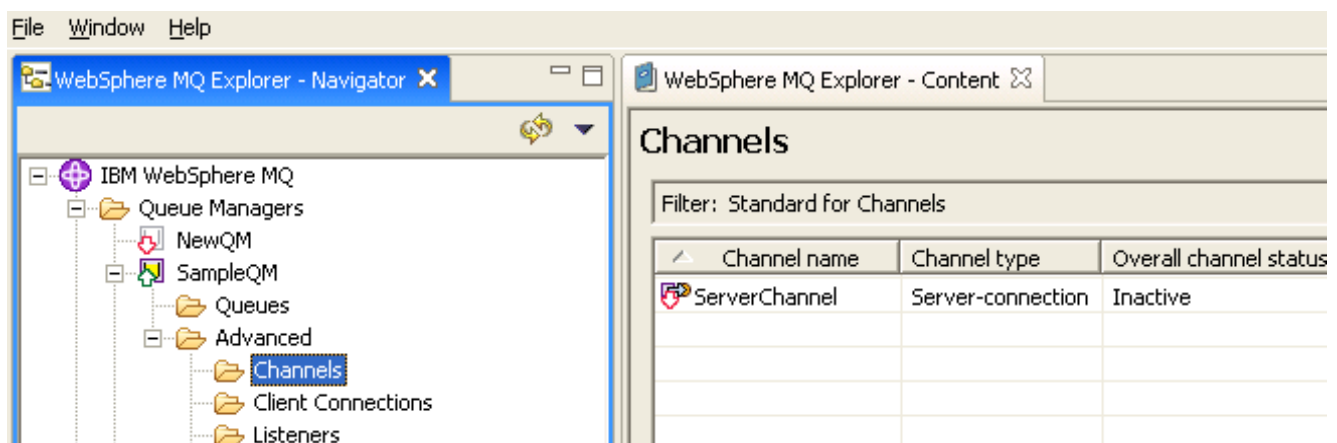 File Window Help
WebSphere MQ Explorer - Navigator
IBM WebSphere MQ
Queue Managers
NewQM
SampleQM
Queues
Advanced
Channels
Client Connections
Listeners
WebSphere MQ Explorer - Content
Channels
Filter: Standard for Channels
Channel name Channel type Overall channel status
ServerChannel Server-connection Inactive